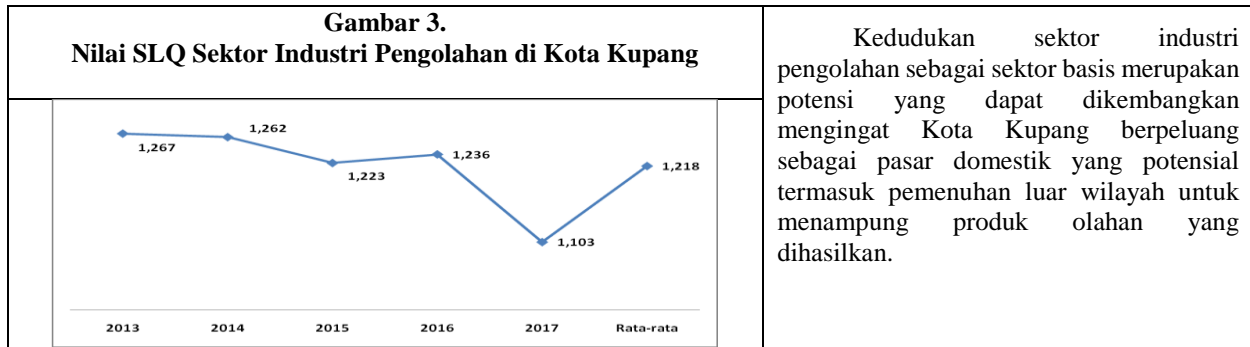 Gambar 3.
Nilai SLQ Sektor Industri Pengolahan di Kota Kupang
1,267
1,262
1,223
1,236
1,103
1,218
2013 2014 2015 2016 2017 Rata-rata
Kedudukan sektor industri
pengolahan sebagai sektor basis merupakan
potensi yang dapat dikembangkan
mengingat Kota Kupang berpeluang
sebagai pasar domestik yang potensial
termasuk pemenuhan luar wilayah untuk
menampung produk olahan yang
dihasilkan.